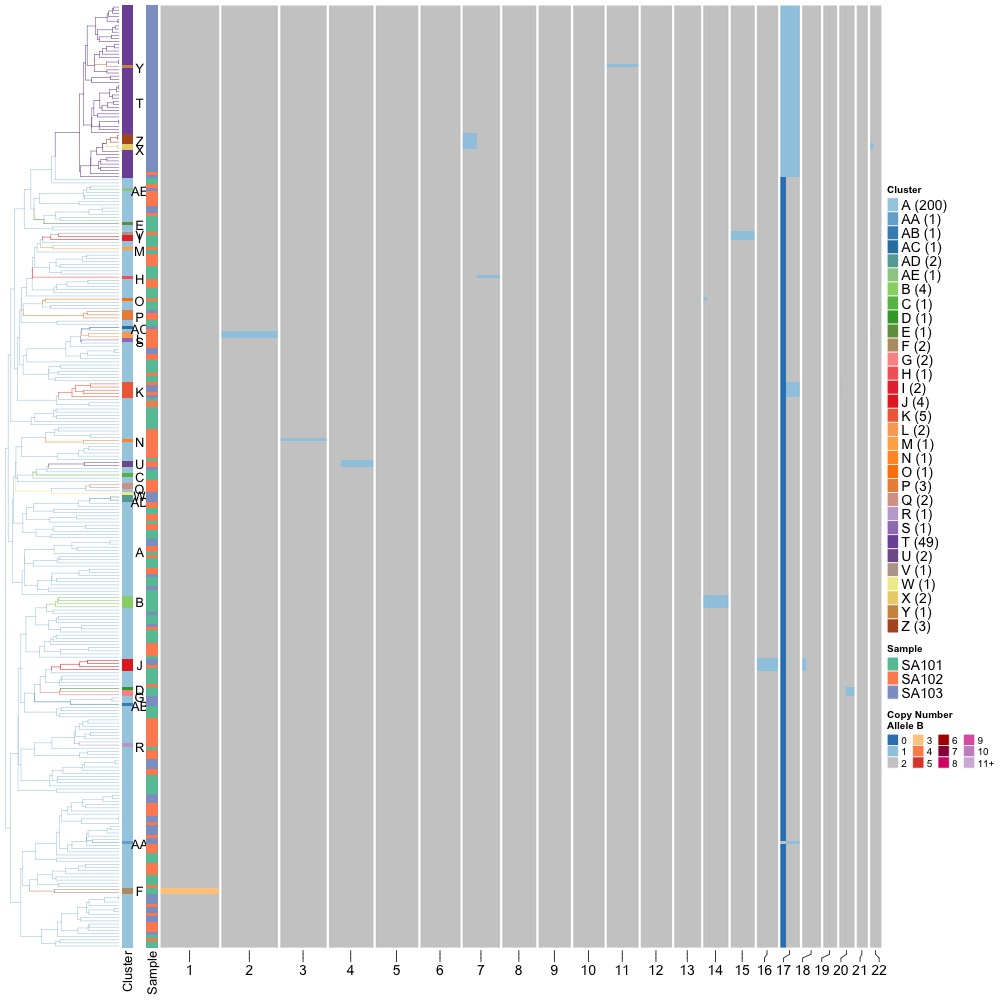 Y
T
Z
X
AE
E
V
I
M
H
O
P
AC
L
S
K
N
U
C
Q
W
AD
A
B
J
D
G
AB
R
AA
F
Cluster
Sample
1 2 3 4 5 6 7 8 9 10 11 12 13 14 15 16 17 18 19 20 21 22
Cluster
A (200)
AA (1)
AB (1)
AC (1)
AD (2)
AE (1)
B (4)
C (1)
D (1)
E (1)
F (2)
G (2)
H (1)
I (2)
J (4)
K (5)
L (2)
M (1)
N (1)
O (1)
P (3)
Q (2)
R (1)
S (1)
T (49)
U (2)
V (1)
W (1)
X (2)
Y (1)
Z (3)
Sample
SA101
SA102
SA103
Copy Number
Allele B
0 3 6 9
1 4 7 10
2 5 8 11+